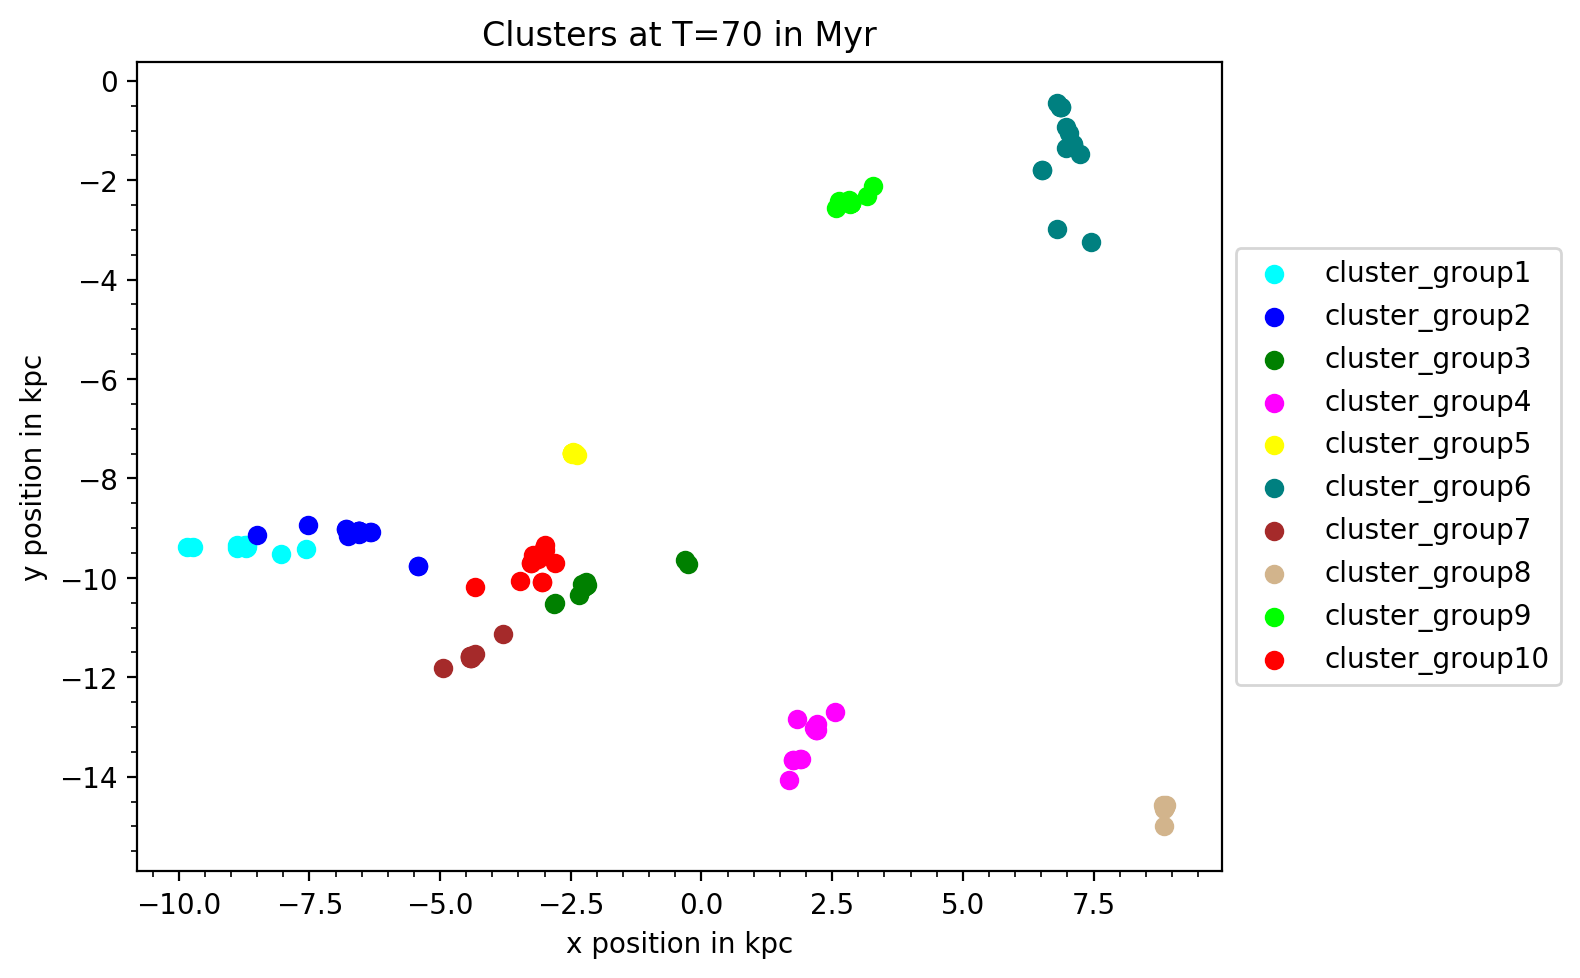 Clusters at T=70 in Myr
0
−2
−4
−6
−8
−10
−12
−14
y position in kpc
−10.0
−7.5
−5.0
−2.5
0.0
2.5
5.0
7.5
x position in kpc
cluster_group1
cluster_group2
cluster_group3
cluster_group4
cluster_group5
cluster_group6
cluster_group7
cluster_group8
cluster_group9
cluster_group10